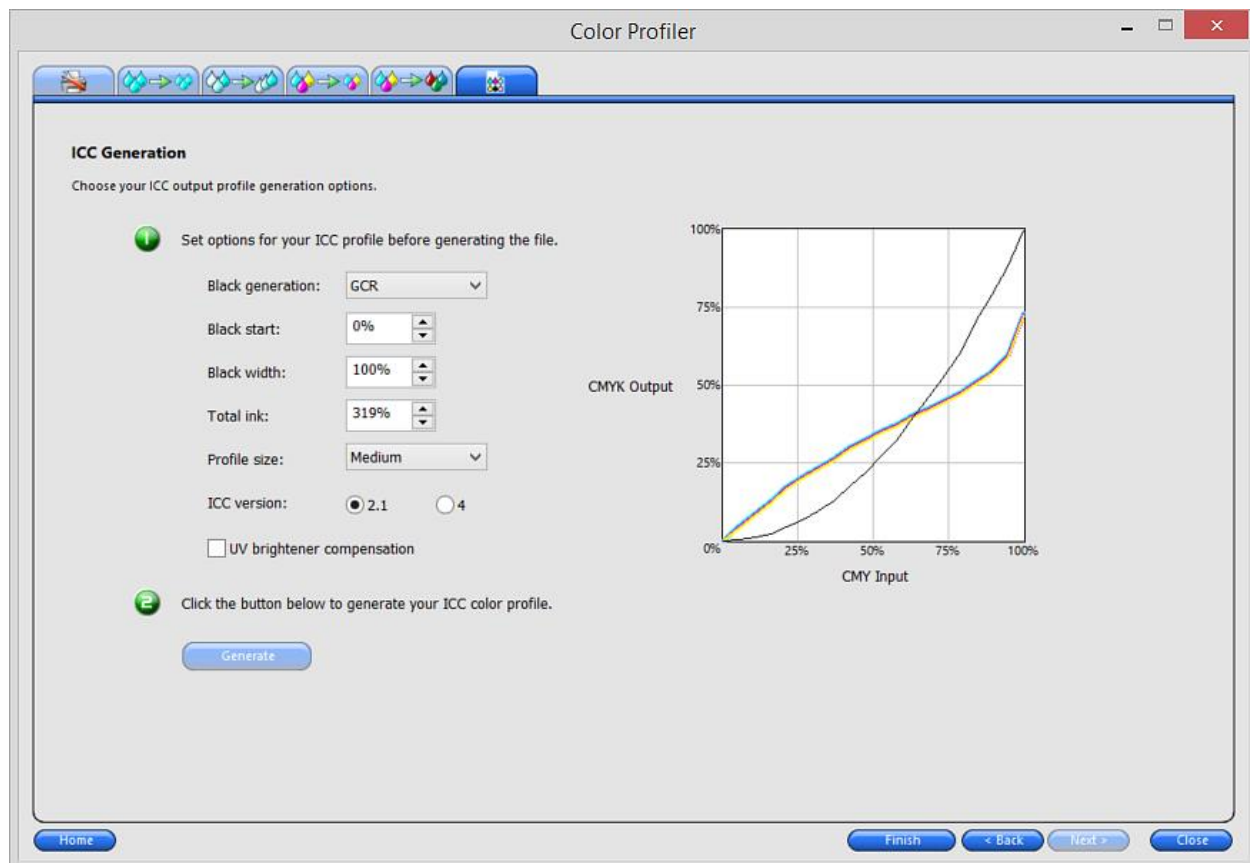 Color Profiler
ICC Generation
Choose your ICC output profile generation options.
1 Set options for your ICC profile before generating the file.
Black generation: GCR
Black start: 0%
Black width: 100%
Total ink: 319%
Profile size: Medium
ICC version: 2.1 4
UV brightener compensation
2 Click the button below to generate your ICC color profile.
Generate
100%
75%
CMYK Output 50%
25%
0% 25% 50% 75% 100%
CMY Input
Home Finish < Back Next > Close